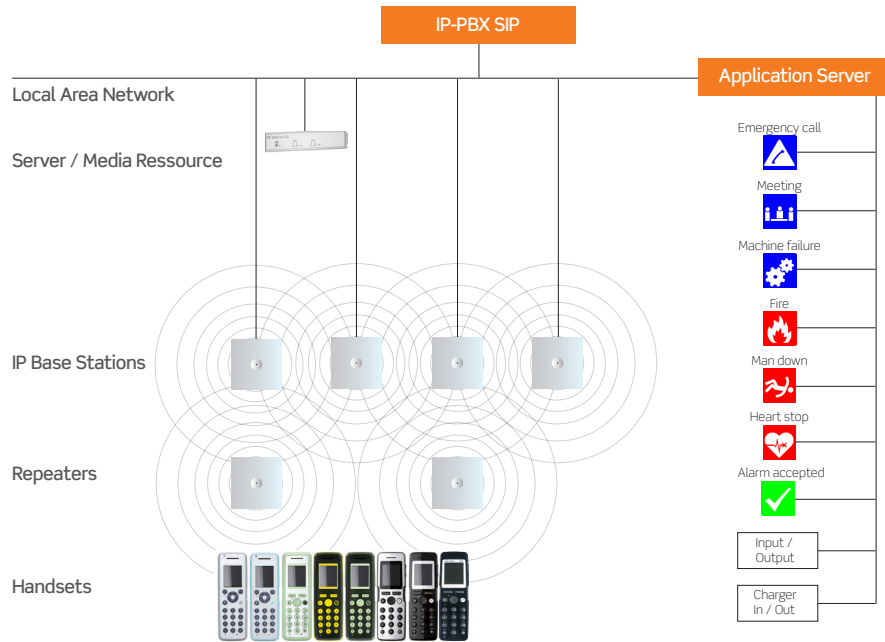 IP-PBX SIP
Application Server
Local Area Network
Server / Media Ressource
IP Base Stations
Repeaters
Handsets
Emergency call
Meeting
Machine failure
Fire
Man down
Heart stop
Alarm accepted
Input /
Output
Charger
In / Out